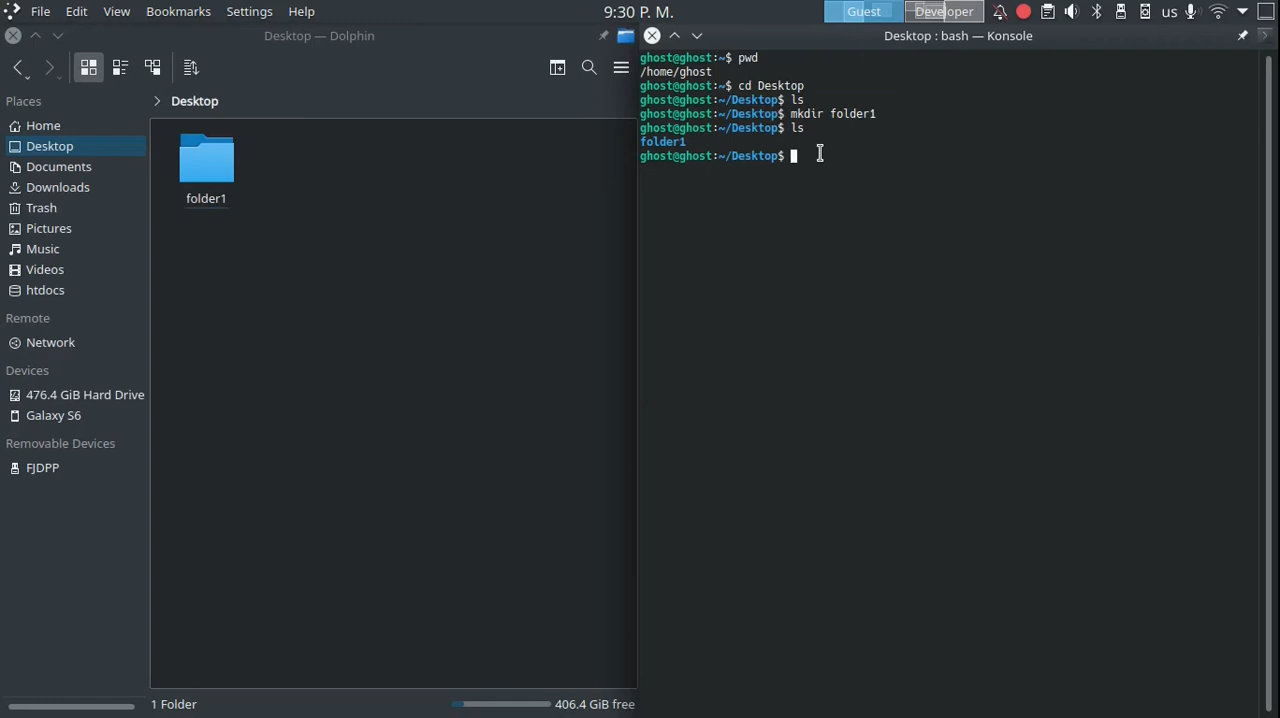 File Edit View Go Bookmarks Settings Help
9:30 P. M.
Guest Developer us
Desktop — Dolphin
Places
Desktop
Home
Desktop
Documents
Downloads
Trash
Pictures
Music
Videos
htdocs
Remote
Network
Devices
476.4 GiB Hard Drive
Galaxy S6
Removable Devices
FJDPP
folder1
1 Folder 406.4 GiB free
Desktop : bash — Konsole
ghost@ghost:~$ pwd
/home/ghost
ghost@ghost:~$ cd Desktop
ghost@ghost:~/Desktop$ ls
ghost@ghost:~/Desktop$ mkdir folder1
ghost@ghost:~/Desktop$ ls
folder1
ghost@ghost:~/Desktop$